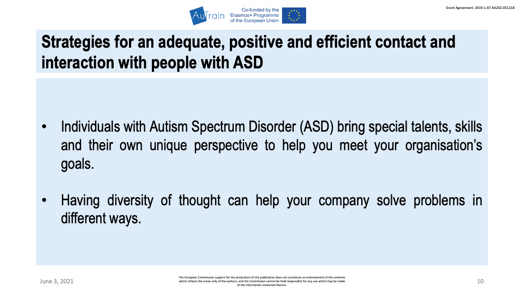 AuTrain
Co-funded by the
Erasmus+ Programme
of the European Union
Grant Agreement: 2019-1-AT-KA202-051218
Strategies for an adequate, positive and efficient contact and
interaction with people with ASD
• Individuals with Autism Spectrum Disorder (ASD) bring special talents, skills
and their own unique perspective to help you meet your organisation's
goals.
• Having diversity of thought can help your company solve problems in
different ways.
June 3, 2021
The European Commission support for the production of this publication does not constitute an endorsement of the contents
which reflects the views only of the authors, and the Commission cannot be held responsible for any use which may be made
of the information contained therein.
10